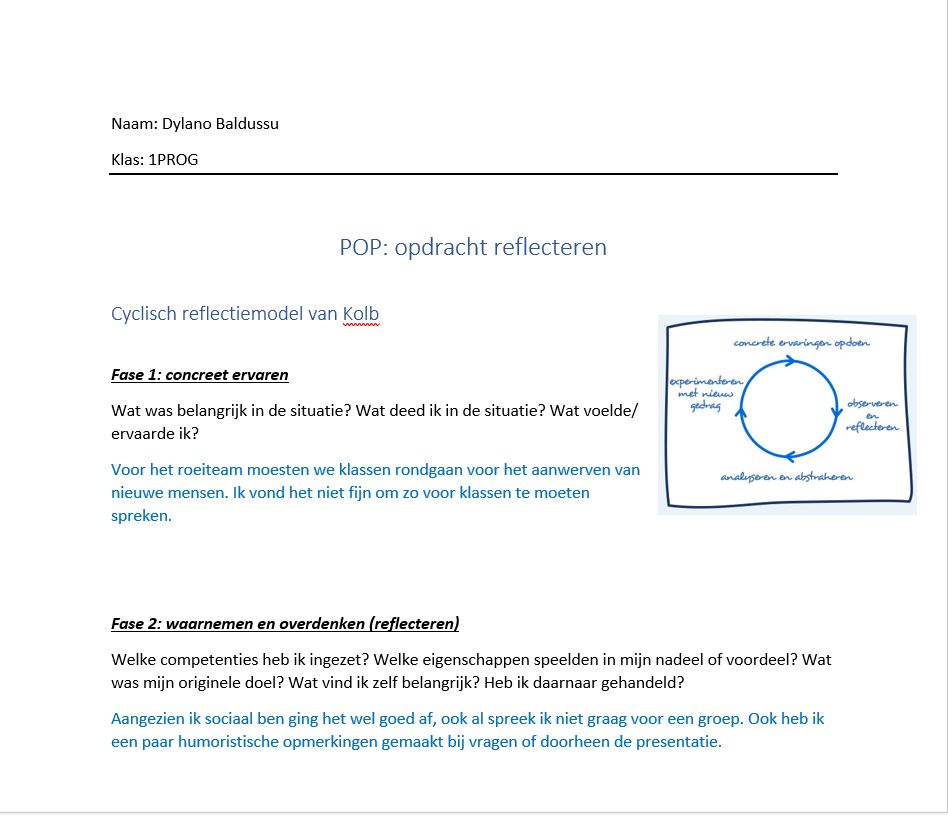 Naam: Dylano Baldussu
Klas: 1PROG
POP: opdracht reflecteren
Cyclisch reflectiemodel van Kolb
Fase 1: concreet ervaren
Wat was belangrijk in de situatie? Wat deed ik in de situatie? Wat voelde/
ervaarde ik?
Voor het roeiteam moesten we klassen rondgaan voor het aanwerven van
nieuwe mensen. Ik vond het niet fijn om zo voor klassen te moeten
spreken.
concrete ervaringen opdoen
experimenteren
met nieuw
gedrag
observeren
en
reflecteren
analyseren en abstraheren
Fase 2: waarnemen en overdenken (reflecteren)
Welke competenties heb ik ingezet? Welke eigenschappen speelden in mijn nadeel of voordeel? Wat
was mijn originele doel? Wat vind ik zelf belangrijk? Heb ik daarnaar gehandeld?
Aangezien ik sociaal ben ging het wel goed af, ook al spreek ik niet graag voor een groep. Ook heb ik
een paar humoristische opmerkingen gemaakt bij vragen of doorheen de presentatie.